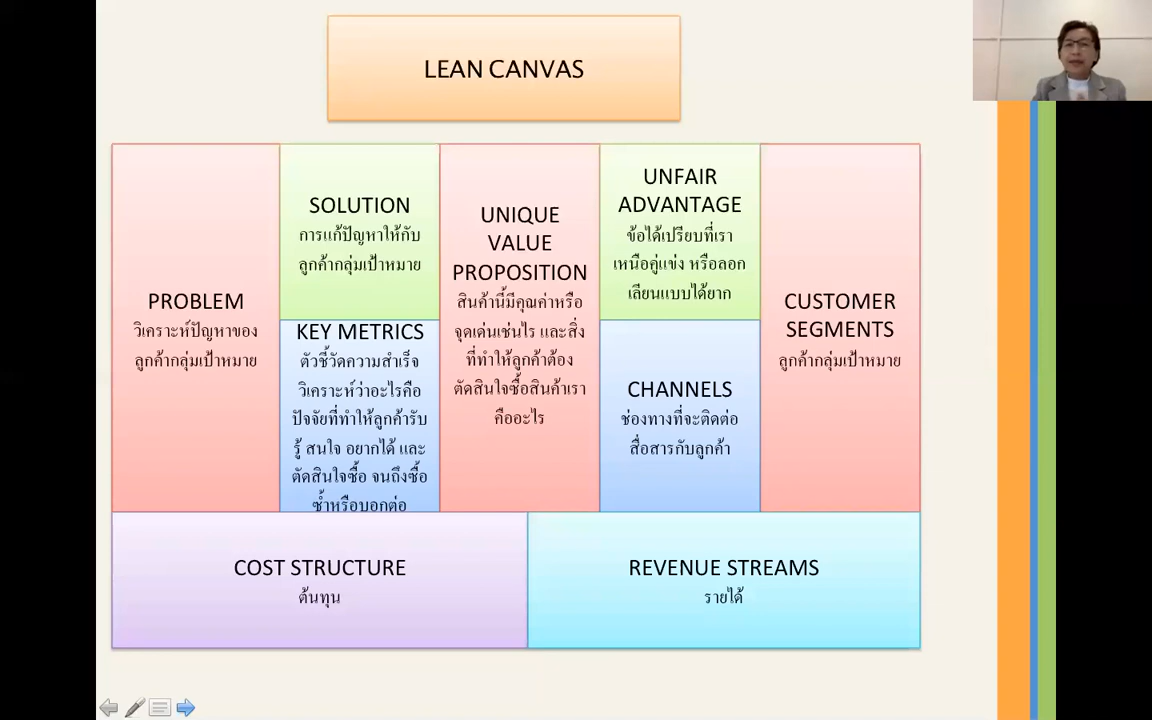 LEAN CANVAS
PROBLEM
วิเคราะห์ปัญหาของ
ลูกค้ากลุ่มเป้าหมาย
SOLUTION
การแก้ปัญหาให้กับ
ลูกค้ากลุ่มเป้าหมาย
KEY METRICS
ตัวชี้วัดความสำเร็จ
วิเคราะห์ว่าอะไรคือ
ปัจจัยที่ทำให้ลูกค้ารับ
รู้ สนใจ อยากได้ และ
ตัดสินใจซื้อ จนถึงซื้อ
ซ้ำหรือบอกต่อ
UNIQUE
VALUE
PROPOSITION
สินค้านี้มีคุณค่าหรือ
จุดเด่นเช่นไร และสิ่ง
ที่ทำให้ลูกค้าต้อง
ตัดสินใจซื้อสินค้าเรา
คืออะไร
UNFAIR
ADVANTAGE
ข้อได้เปรียบที่เรา
เหนือคู่แข่ง หรือลอก
เลียนแบบได้ยาก
CHANNELS
ช่องทางที่จะติดต่อ
สื่อสารกับลูกค้า
CUSTOMER
SEGMENTS
ลูกค้ากลุ่มเป้าหมาย
COST STRUCTURE
ต้นทุน
REVENUE STREAMS
รายได้